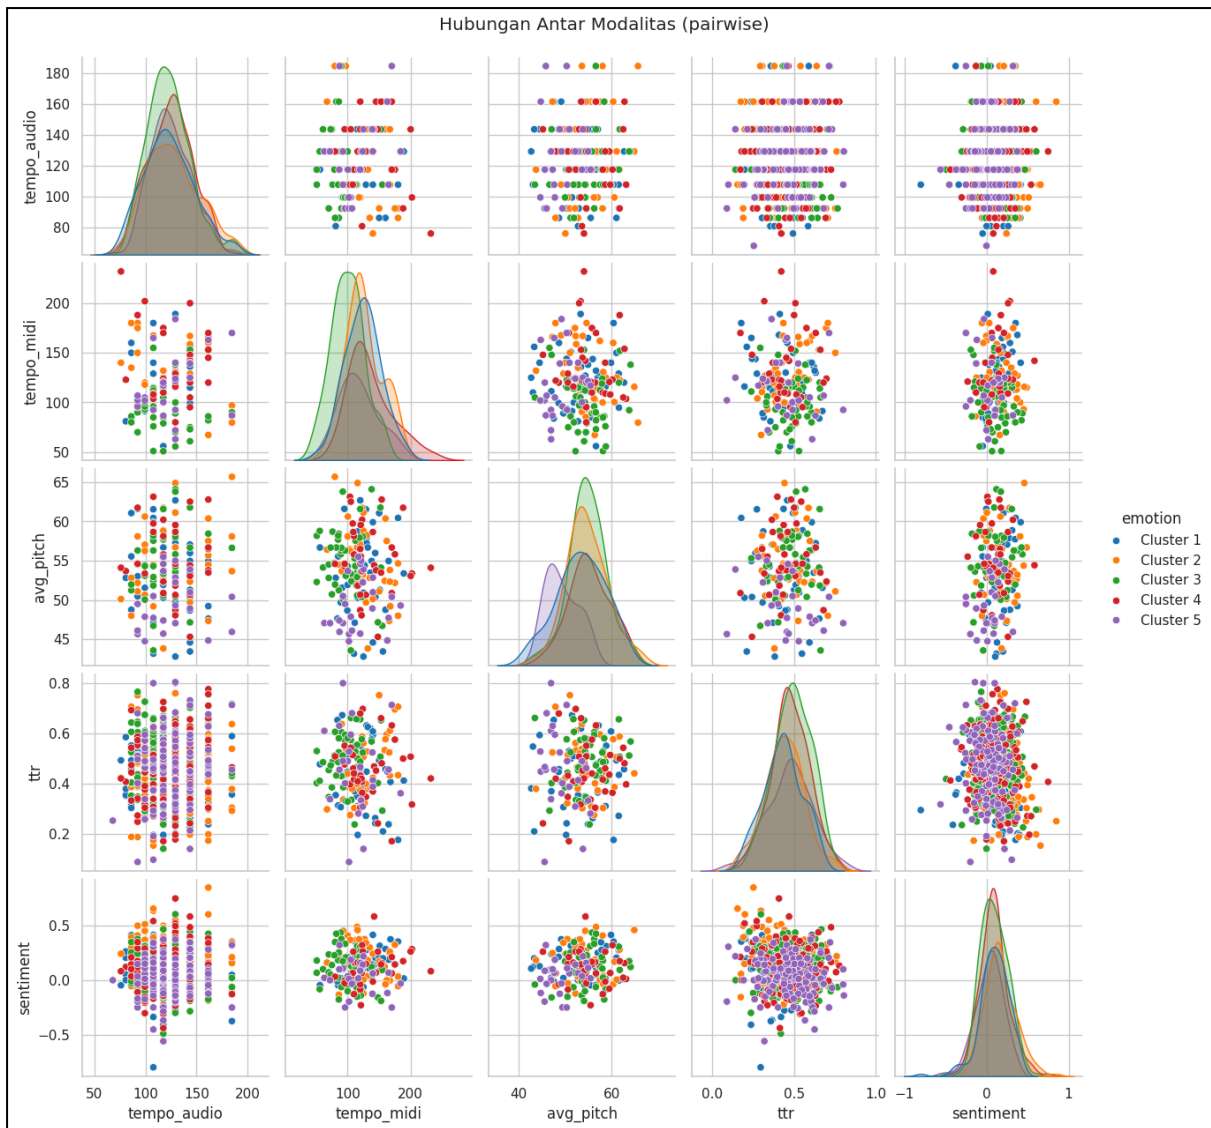 Hubungan Antar Modalitas (pairwise)
180
160
140
120
100
80
tempo_audio
200
150
100
50
tempo_midi
65
60
55
50
45
avg_pitch
0.8
0.6
0.4
0.2
ttr
0.5
0.0
−0.5
sentiment
50 100 150 200
tempo_audio
100 200
tempo_midi
40 60
avg_pitch
0.0 0.5 1.0
ttr
−1 0 1
sentiment
emotion
Cluster 1
Cluster 2
Cluster 3
Cluster 4
Cluster 5